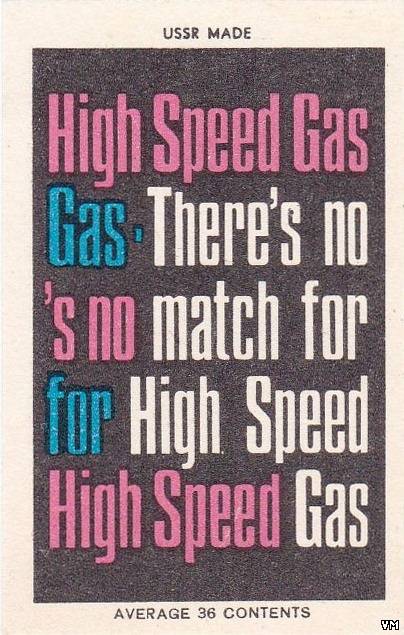 USSR MADE
High Speed Gas
Gas. There's no
's no match for
for High Speed
High Speed Gas
AVERAGE 36 CONTENTS
VM